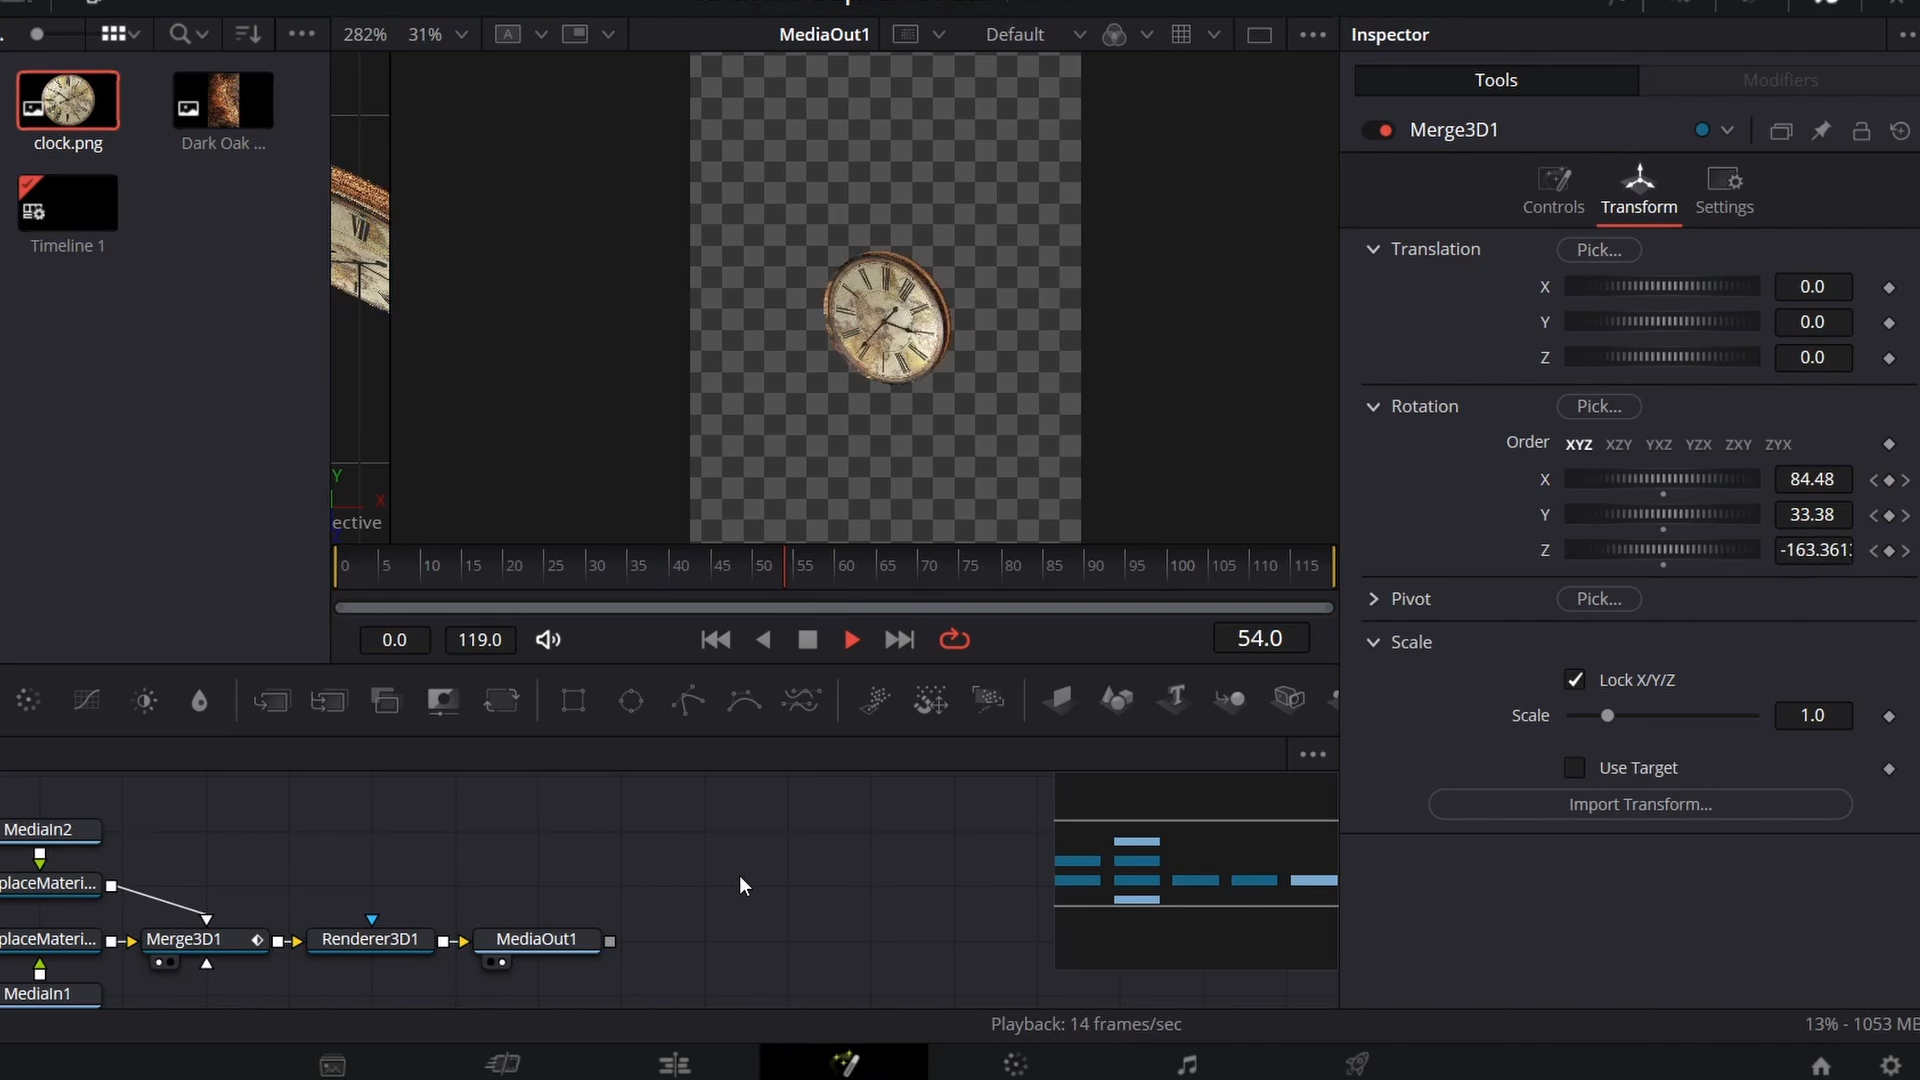 282%
31%
A
MediaOut1
Default
Inspector
Tools
Modifiers
clock.png
Dark Oak ...
Timeline 1
Merge3D1
Controls
Transform
Settings
Translation
Pick...
X
0.0
Y
0.0
Z
0.0
Rotation
Pick...
Order
XYZ
XZY
YXZ
YZX
ZXY
ZYX
X
84.48
Y
33.38
Z
-163.361
Y
X
ective
0
5
10
15
20
25
30
35
40
45
50
55
60
65
70
75
80
85
90
95
100
105
110
115
Pivot
Pick...
0.0
119.0
54.0
Scale
Lock X/Y/Z
Scale
1.0
Use Target
Import Transform...
T
MediaIn2
placeMateri...
placeMateri...
Merge3D1
Renderer3D1
MediaOut1
MediaIn1
Playback: 14 frames/sec
13% - 1053 MB